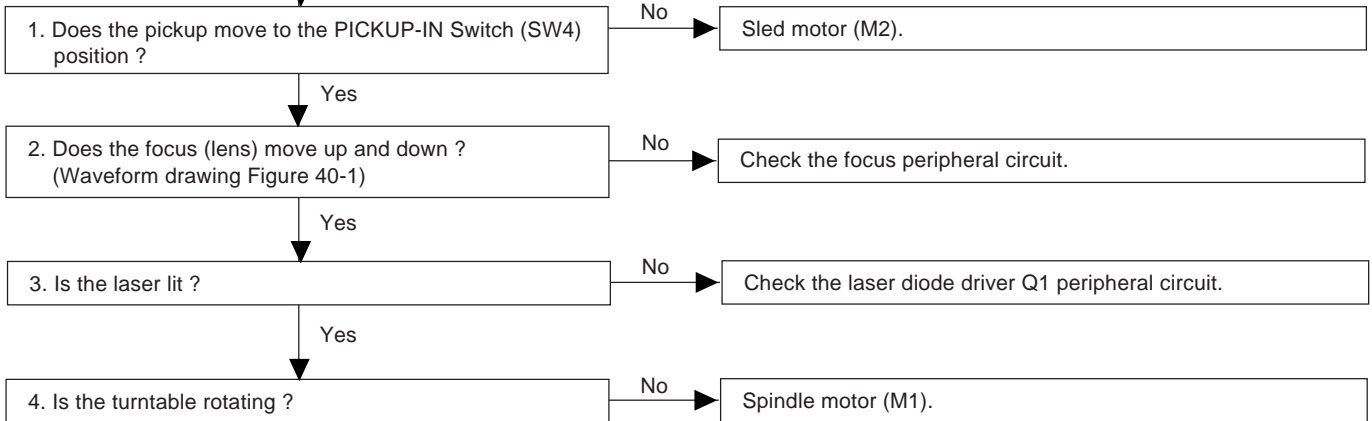 1. Does the pickup move to the PICKUP-IN Switch (SW4)
position ?
No
Sled motor (M2).
Yes
2. Does the focus (lens) move up and down ?
(Waveform drawing Figure 40-1)
No
Check the focus peripheral circuit.
Yes
3. Is the laser lit ?
No
Check the laser diode driver Q1 peripheral circuit.
Yes
4. Is the turntable rotating ?
No
Spindle motor (M1).